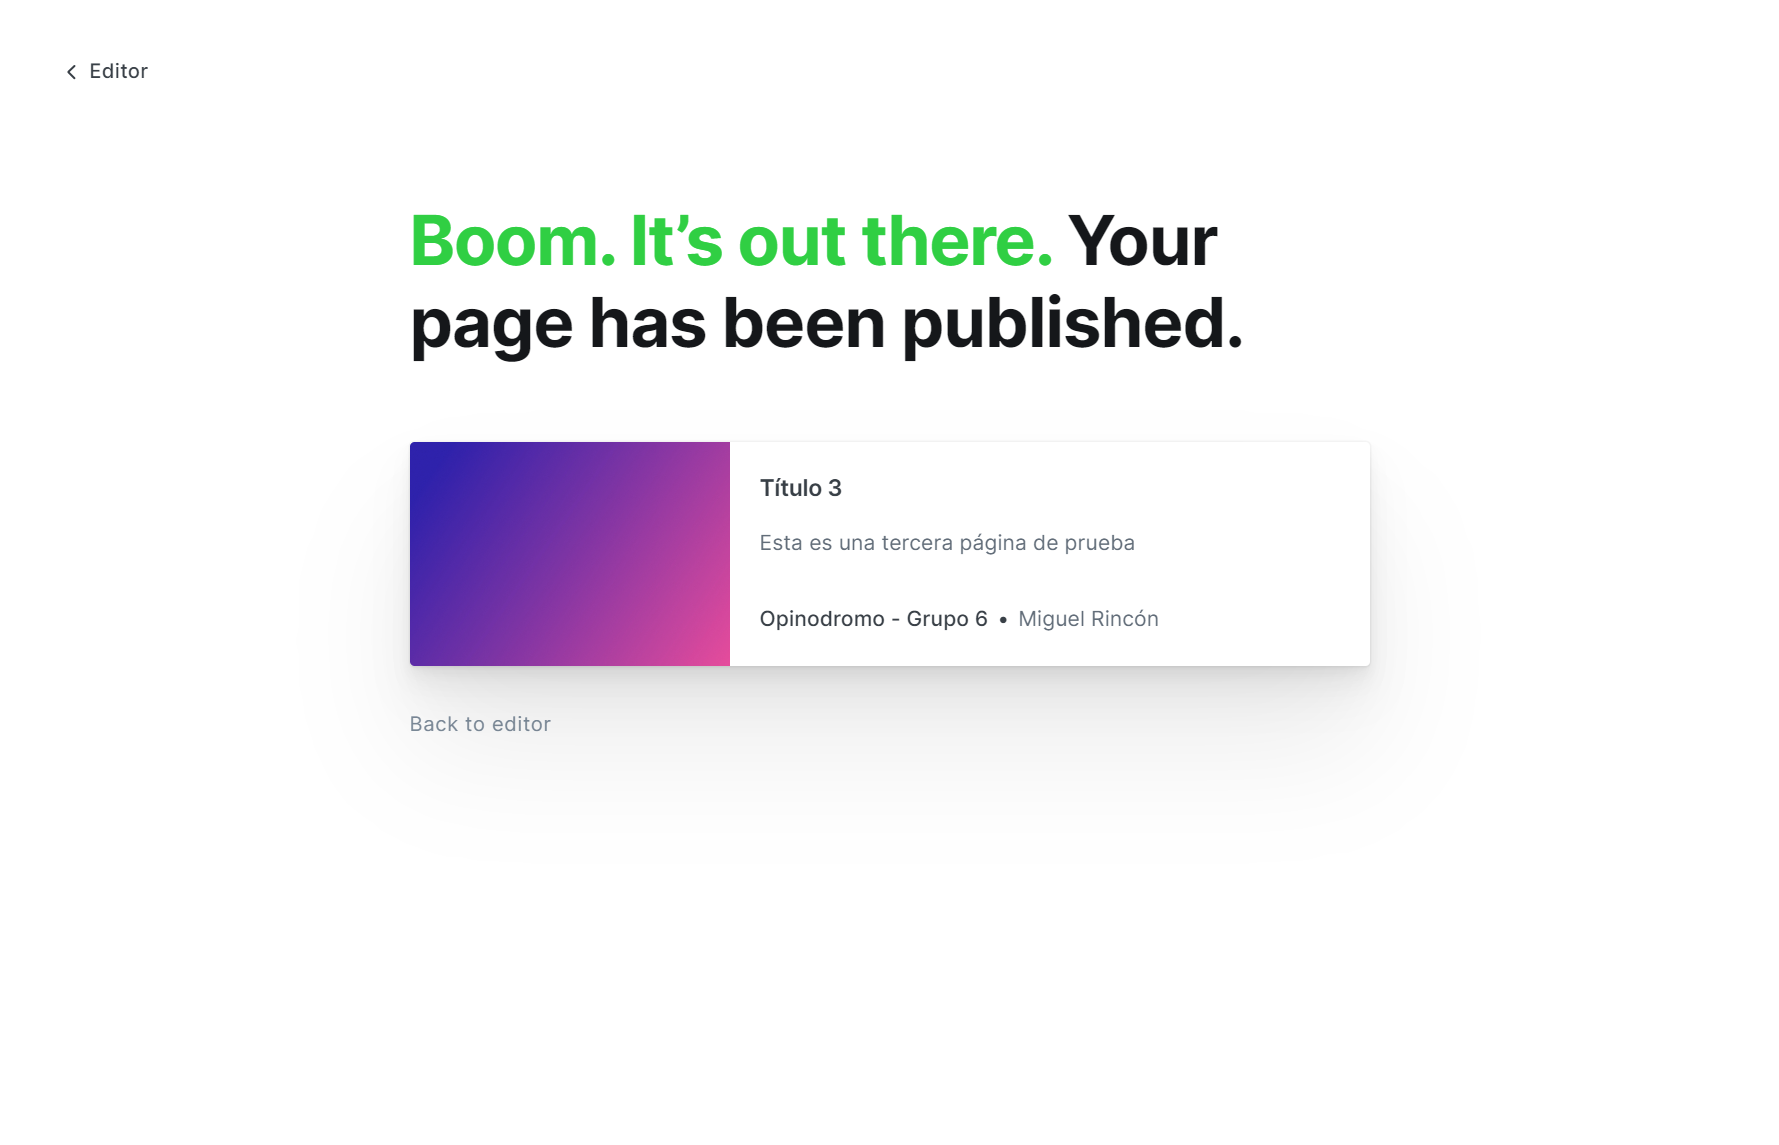 Editor
Boom. It’s out there. Your
page has been published.
Título 3
Esta es una tercera página de prueba
Opinodromo - Grupo 6 • Miguel Rincón
Back to editor